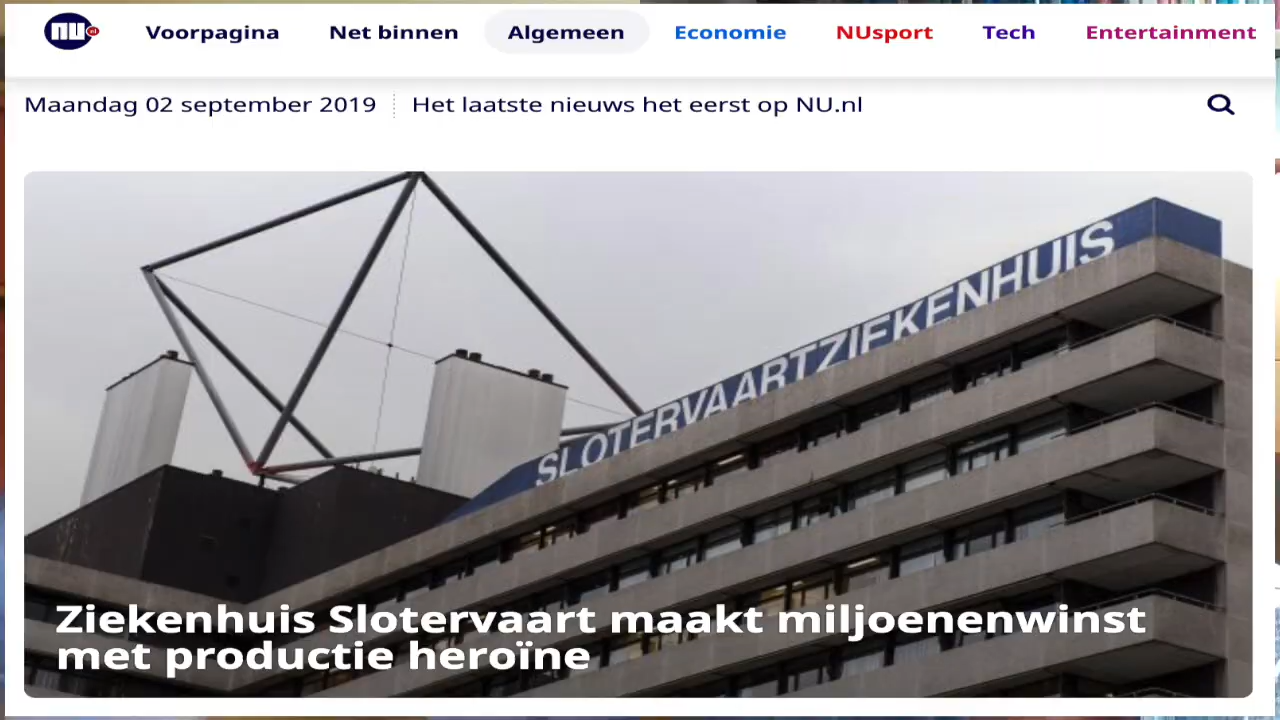 nu.nl
Voorpagina Net binnen Algemeen Economie NUsport Tech Entertainment
Maandag 02 september 2019 Het laatste nieuws het eerst op NU.nl
SLOTERVAARTZIEKENHUIS
Ziekenhuis Slotervaart maakt miljoenenwinst
met productie heroïne